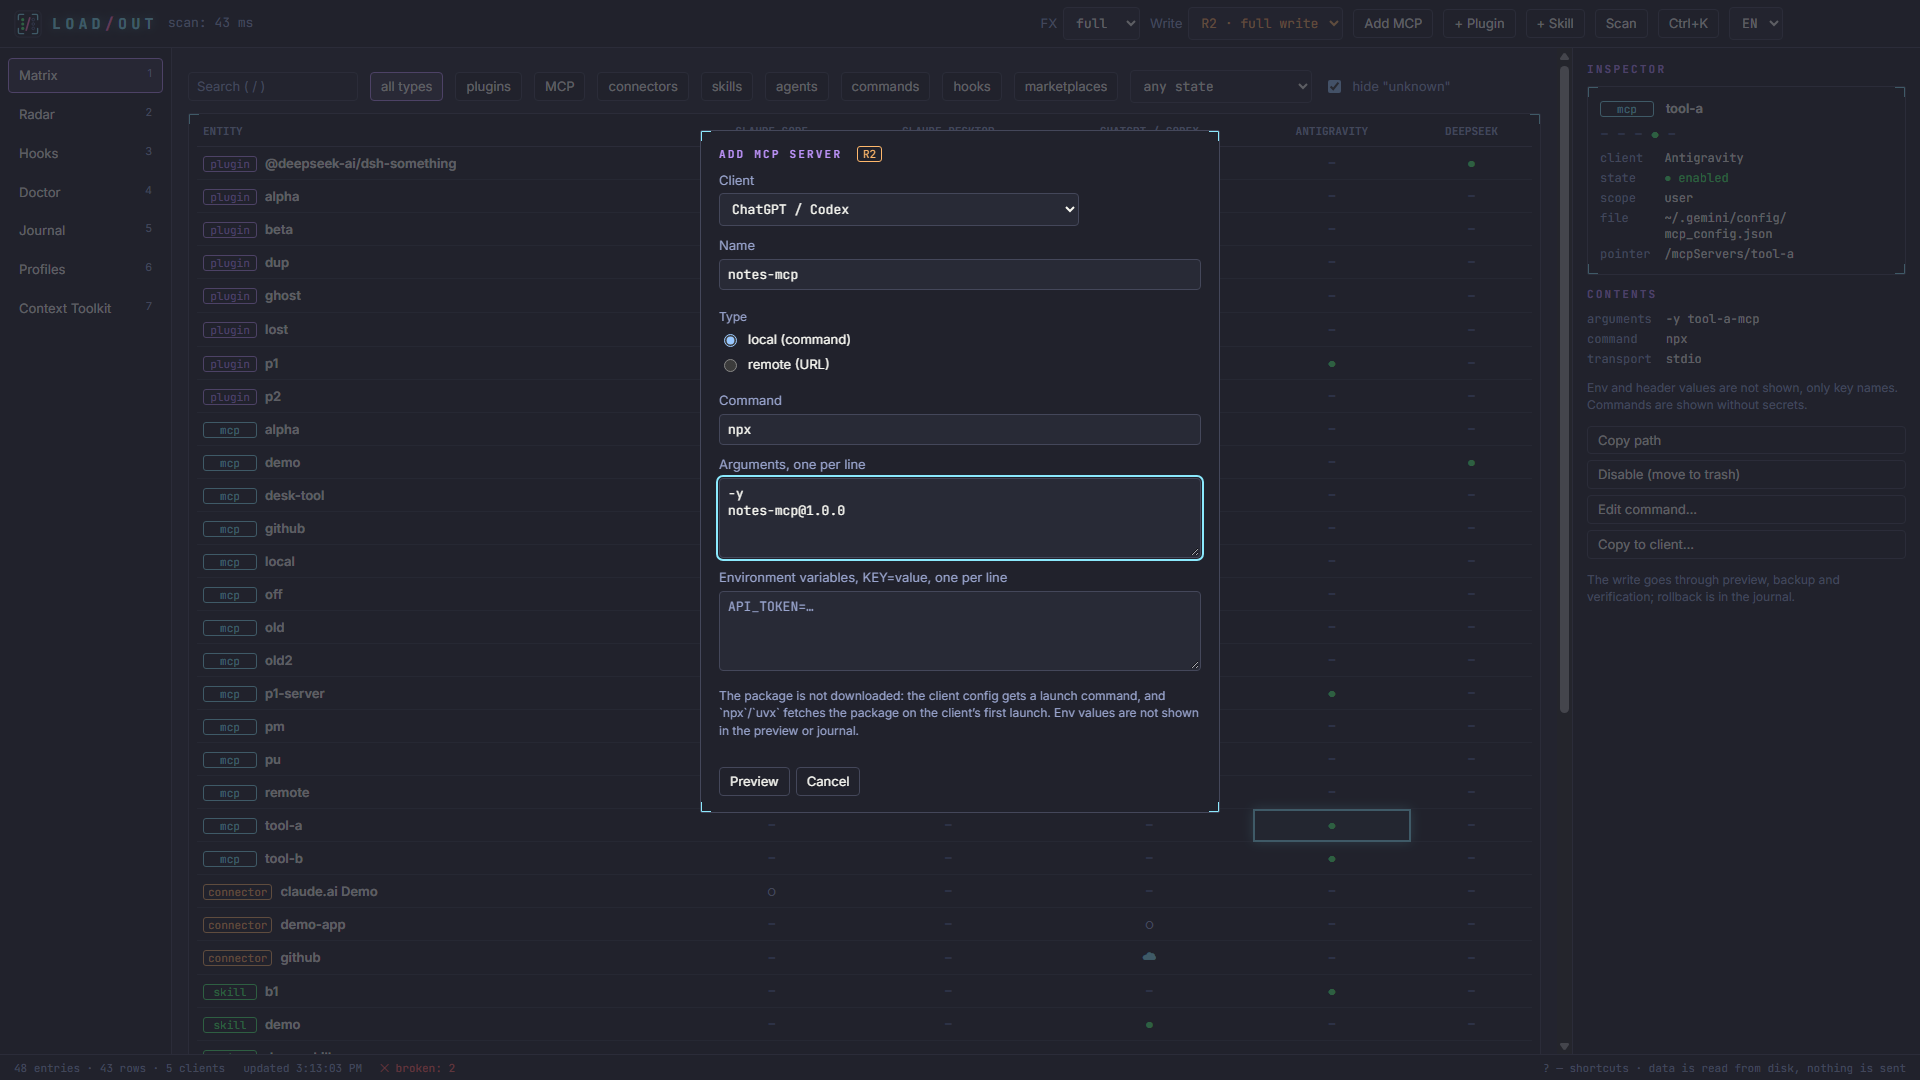 LOAD/OUT scan: 43 ms
FX full Write R2 · full write Add MCP + Plugin + Skill Scan Ctrl+K EN
Matrix 1
Radar 2
Hooks 3
Doctor 4
Journal 5
Profiles 6
Context Toolkit 7
Search ( / ) all types plugins MCP connectors skills agents commands hooks marketplaces any state hide "unknown"
ENTITY CLAUDE CODE CLAUDE DESKTOP CHATGPT / CODEX ANTIGRAVITY DEEPSEEK
plugin @deepseek-ai/dsh-something
plugin alpha
plugin beta
plugin dup
plugin ghost
plugin lost
plugin p1
plugin p2
mcp alpha
mcp demo
mcp desk-tool
mcp github
mcp local
mcp off
mcp old
mcp old2
mcp p1-server
mcp pm
mcp pu
mcp remote
mcp tool-a
mcp tool-b
connector claude.ai Demo
connector demo-app
connector github
skill b1
skill demo
ADD MCP SERVER R2
Client
ChatGPT / Codex
Name
notes-mcp
Type
local (command)
remote (URL)
Command
npx
Arguments, one per line
-y
notes-mcp@1.0.0
Environment variables, KEY=value, one per line
API_TOKEN=…
The package is not downloaded: the client config gets a launch command, and
`npx`/`uvx` fetches the package on the client's first launch. Env values are not shown
in the preview or journal.
Preview Cancel
INSPECTOR
mcp tool-a
client Antigravity
state enabled
scope user
file ~/.gemini/config/
mcp_config.json
pointer /mcpServers/tool-a
CONTENTS
arguments -y tool-a-mcp
command npx
transport stdio
Env and header values are not shown, only key names.
Commands are shown without secrets.
Copy path
Disable (move to trash)
Edit command...
Copy to client...
The write goes through preview, backup and
verification; rollback is in the journal.
48 entries · 43 rows · 5 clients updated 3:13:03 PM ✕ broken: 2
? — shortcuts · data is read from disk, nothing is sent